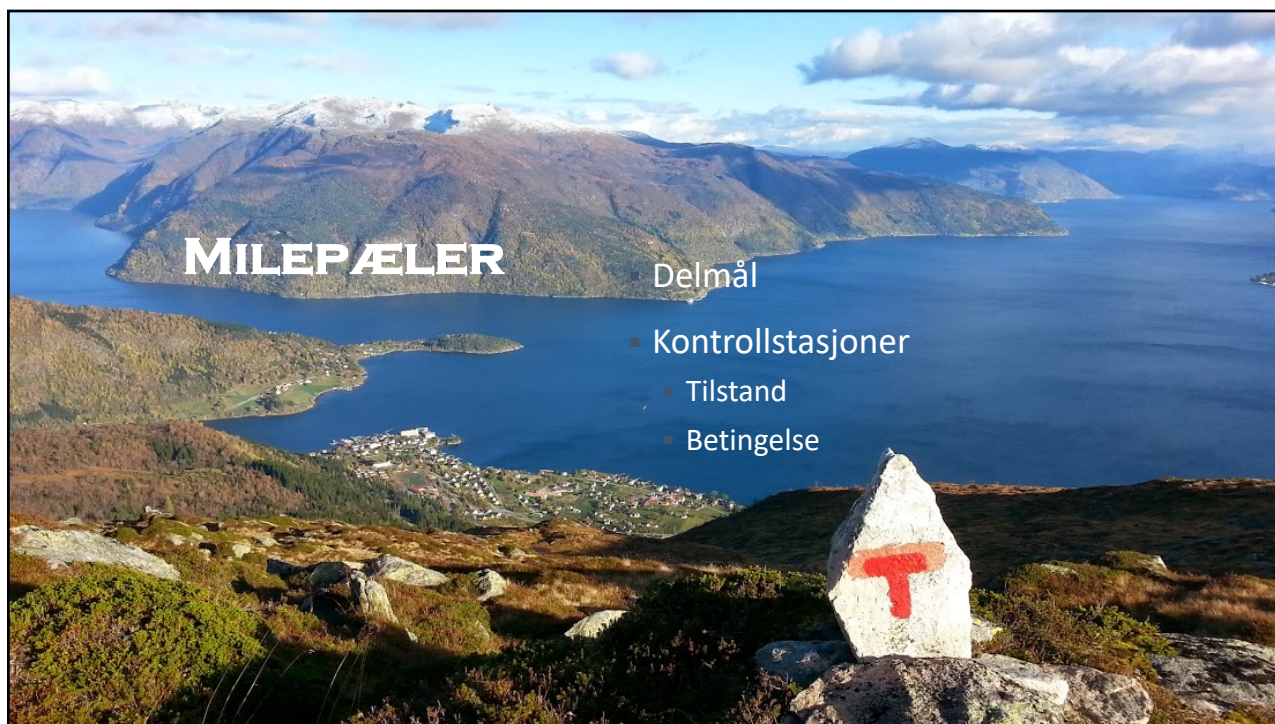 MILEPÆLER
Delmål
Kontrollstasjoner
Tilstand
Betingelse
T